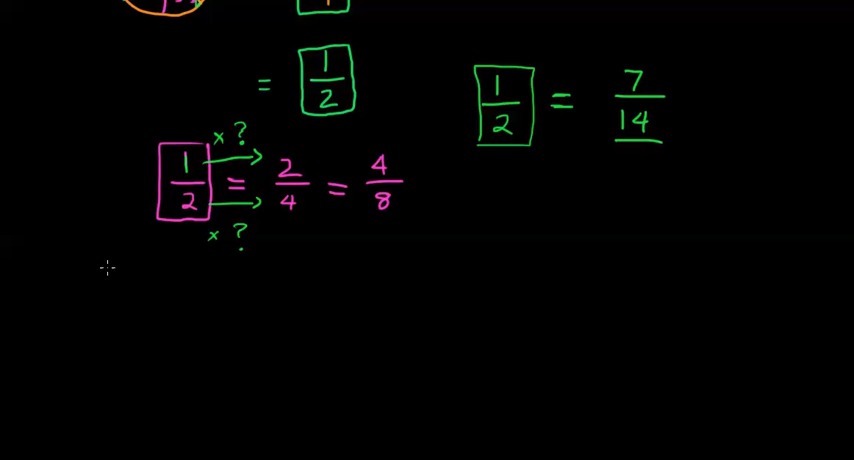 = 1/2
1/2 = 7/14
x ?
1/2 = 2/4 = 4/8
x ?